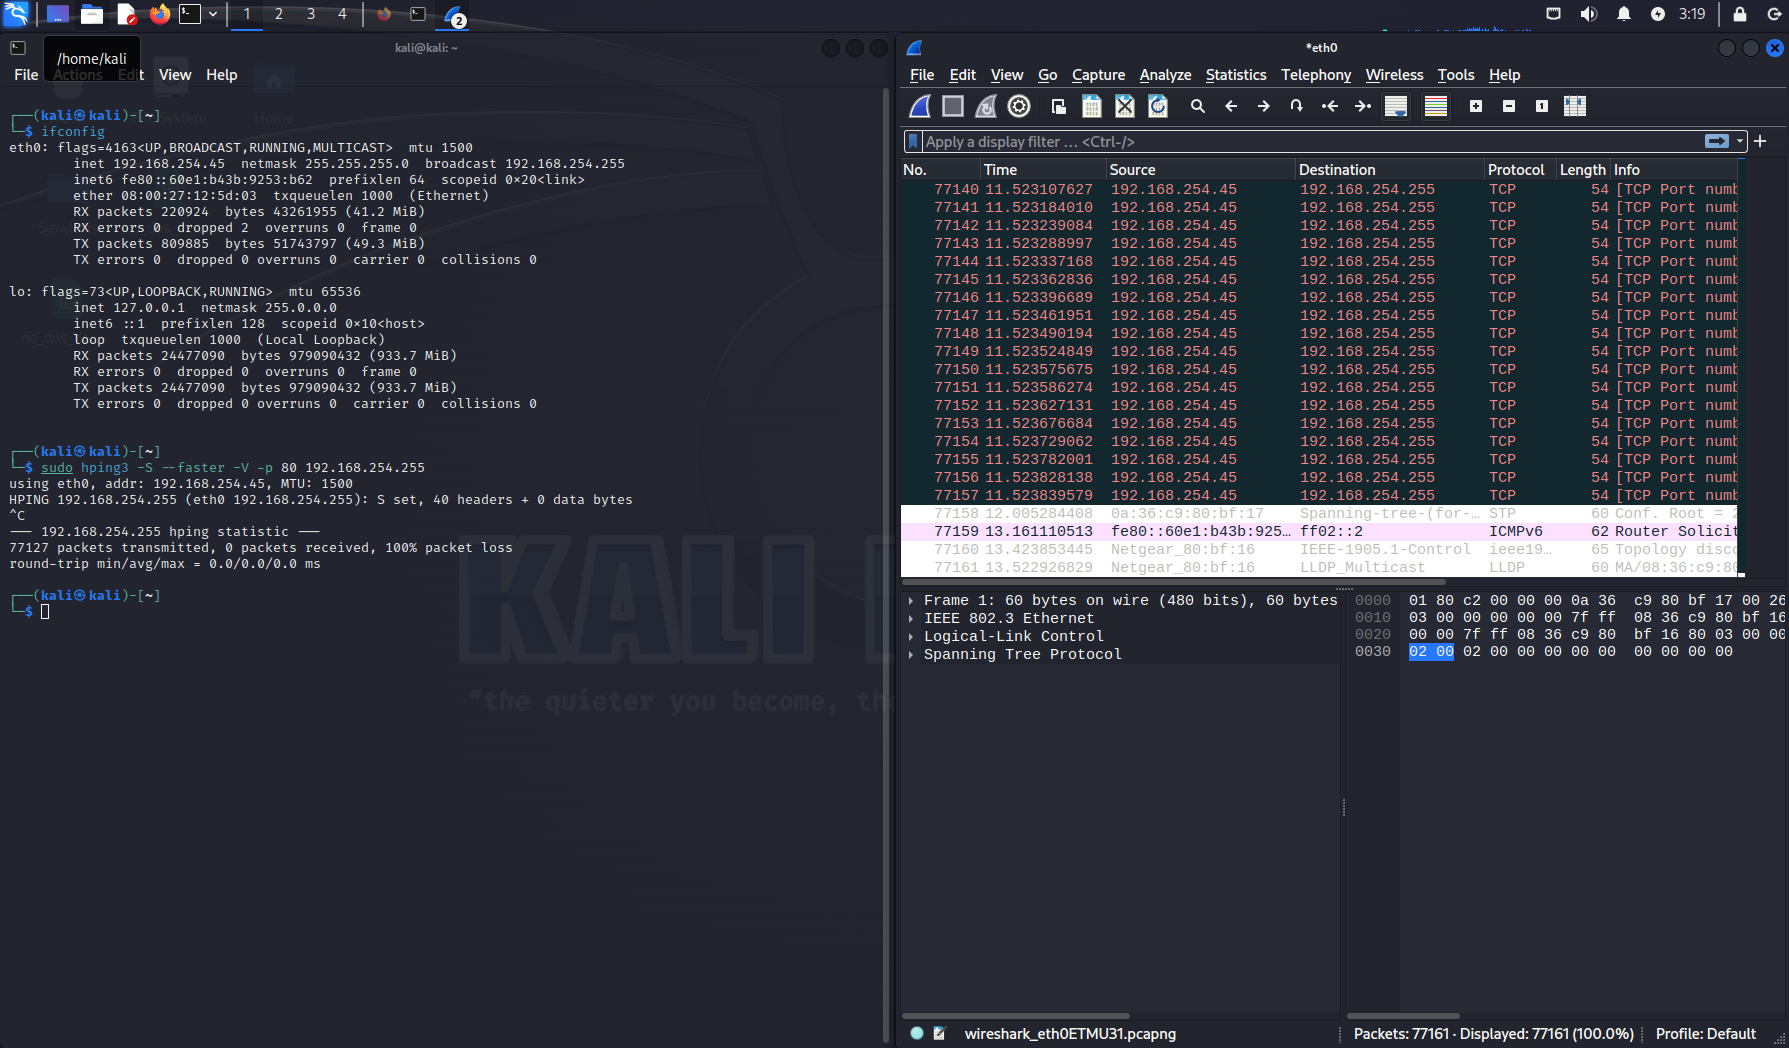 1 2 3 4 2 3:19
kali@kali: ~
/home/kali
File Actions Edit View Help
System
Home
┌──(kali㉿kali)-[~]
└─$ ifconfig
eth0: flags=4163<UP,BROADCAST,RUNNING,MULTICAST>  mtu 1500
inet 192.168.254.45  netmask 255.255.255.0  broadcast 192.168.254.255
inet6 fe80::60e1:b43b:9253:b62  prefixlen 64  scopeid 0×20<link>
ether 08:00:27:12:5d:03  txqueuelen 1000  (Ethernet)
RX packets 220924  bytes 43261955 (41.2 MiB)
RX errors 0  dropped 2  overruns 0  frame 0
TX packets 809885  bytes 51743797 (49.3 MiB)
TX errors 0  dropped 0 overruns 0  carrier 0  collisions 0
lo: flags=73<UP,LOOPBACK,RUNNING>  mtu 65536
inet 127.0.0.1  netmask 255.0.0.0
inet6 ::1  prefixlen 128  scopeid 0×10<host>
loop  txqueuelen 1000  (Local Loopback)
RX packets 24477090  bytes 979090432 (933.7 MiB)
RX errors 0  dropped 0  overruns 0  frame 0
TX packets 24477090  bytes 979090432 (933.7 MiB)
TX errors 0  dropped 0 overruns 0  carrier 0  collisions 0
┌──(kali㉿kali)-[~]
└─$ sudo hping3 -S --faster -V -p 80 192.168.254.255
using eth0, addr: 192.168.254.45, MTU: 1500
HPING 192.168.254.255 (eth0 192.168.254.255): S set, 40 headers + 0 data bytes
^C
--- 192.168.254.255 hping statistic ---
77127 packets transmitted, 0 packets received, 100% packet loss
round-trip min/avg/max = 0.0/0.0/0.0 ms
┌──(kali㉿kali)-[~]
└─$
KALI
"the quieter you become, the
*eth0
File Edit View Go Capture Analyze Statistics Telephony Wireless Tools Help
Apply a display filter … <Ctrl-/>
No. Time Source Destination Protocol Length Info
77140 11.523107627 192.168.254.45 192.168.254.255 TCP 54 [TCP Port numb
77141 11.523184010 192.168.254.45 192.168.254.255 TCP 54 [TCP Port numb
77142 11.523239084 192.168.254.45 192.168.254.255 TCP 54 [TCP Port numb
77143 11.523288997 192.168.254.45 192.168.254.255 TCP 54 [TCP Port numb
77144 11.523337168 192.168.254.45 192.168.254.255 TCP 54 [TCP Port numb
77145 11.523362836 192.168.254.45 192.168.254.255 TCP 54 [TCP Port numb
77146 11.523396689 192.168.254.45 192.168.254.255 TCP 54 [TCP Port numb
77147 11.523461951 192.168.254.45 192.168.254.255 TCP 54 [TCP Port numb
77148 11.523490194 192.168.254.45 192.168.254.255 TCP 54 [TCP Port numb
77149 11.523524849 192.168.254.45 192.168.254.255 TCP 54 [TCP Port numb
77150 11.523575675 192.168.254.45 192.168.254.255 TCP 54 [TCP Port numb
77151 11.523586274 192.168.254.45 192.168.254.255 TCP 54 [TCP Port numb
77152 11.523627131 192.168.254.45 192.168.254.255 TCP 54 [TCP Port numb
77153 11.523676684 192.168.254.45 192.168.254.255 TCP 54 [TCP Port numb
77154 11.523729062 192.168.254.45 192.168.254.255 TCP 54 [TCP Port numb
77155 11.523782001 192.168.254.45 192.168.254.255 TCP 54 [TCP Port numb
77156 11.523828138 192.168.254.45 192.168.254.255 TCP 54 [TCP Port numb
77157 11.523839579 192.168.254.45 192.168.254.255 TCP 54 [TCP Port numb
77158 12.005284408 0a:36:c9:80:bf:17 Spanning-tree-(for-… STP 60 Conf. Root = 2
77159 13.161110513 fe80::60e1:b43b:925… ff02::2 ICMPv6 62 Router Solicit
77160 13.423853445 Netgear_80:bf:16 IEEE-1905.1-Control ieee19… 65 Topology disco
77161 13.522926829 Netgear_80:bf:16 LLDP_Multicast LLDP 60 MA/08:36:c9:80
Frame 1: 60 bytes on wire (480 bits), 60 bytes
IEEE 802.3 Ethernet
Logical-Link Control
Spanning Tree Protocol
0000 01 80 c2 00 00 00 0a 36 c9 80 bf 17 00 26
0010 03 00 00 00 00 00 7f ff 08 36 c9 80 bf 16
0020 00 00 7f ff 08 36 c9 80 bf 16 80 03 00 00
0030 02 00 02 00 00 00 00 00 00 00 00 00
wireshark_eth0ETMU31.pcapng
Packets: 77161 · Displayed: 77161 (100.0%)
Profile: Default